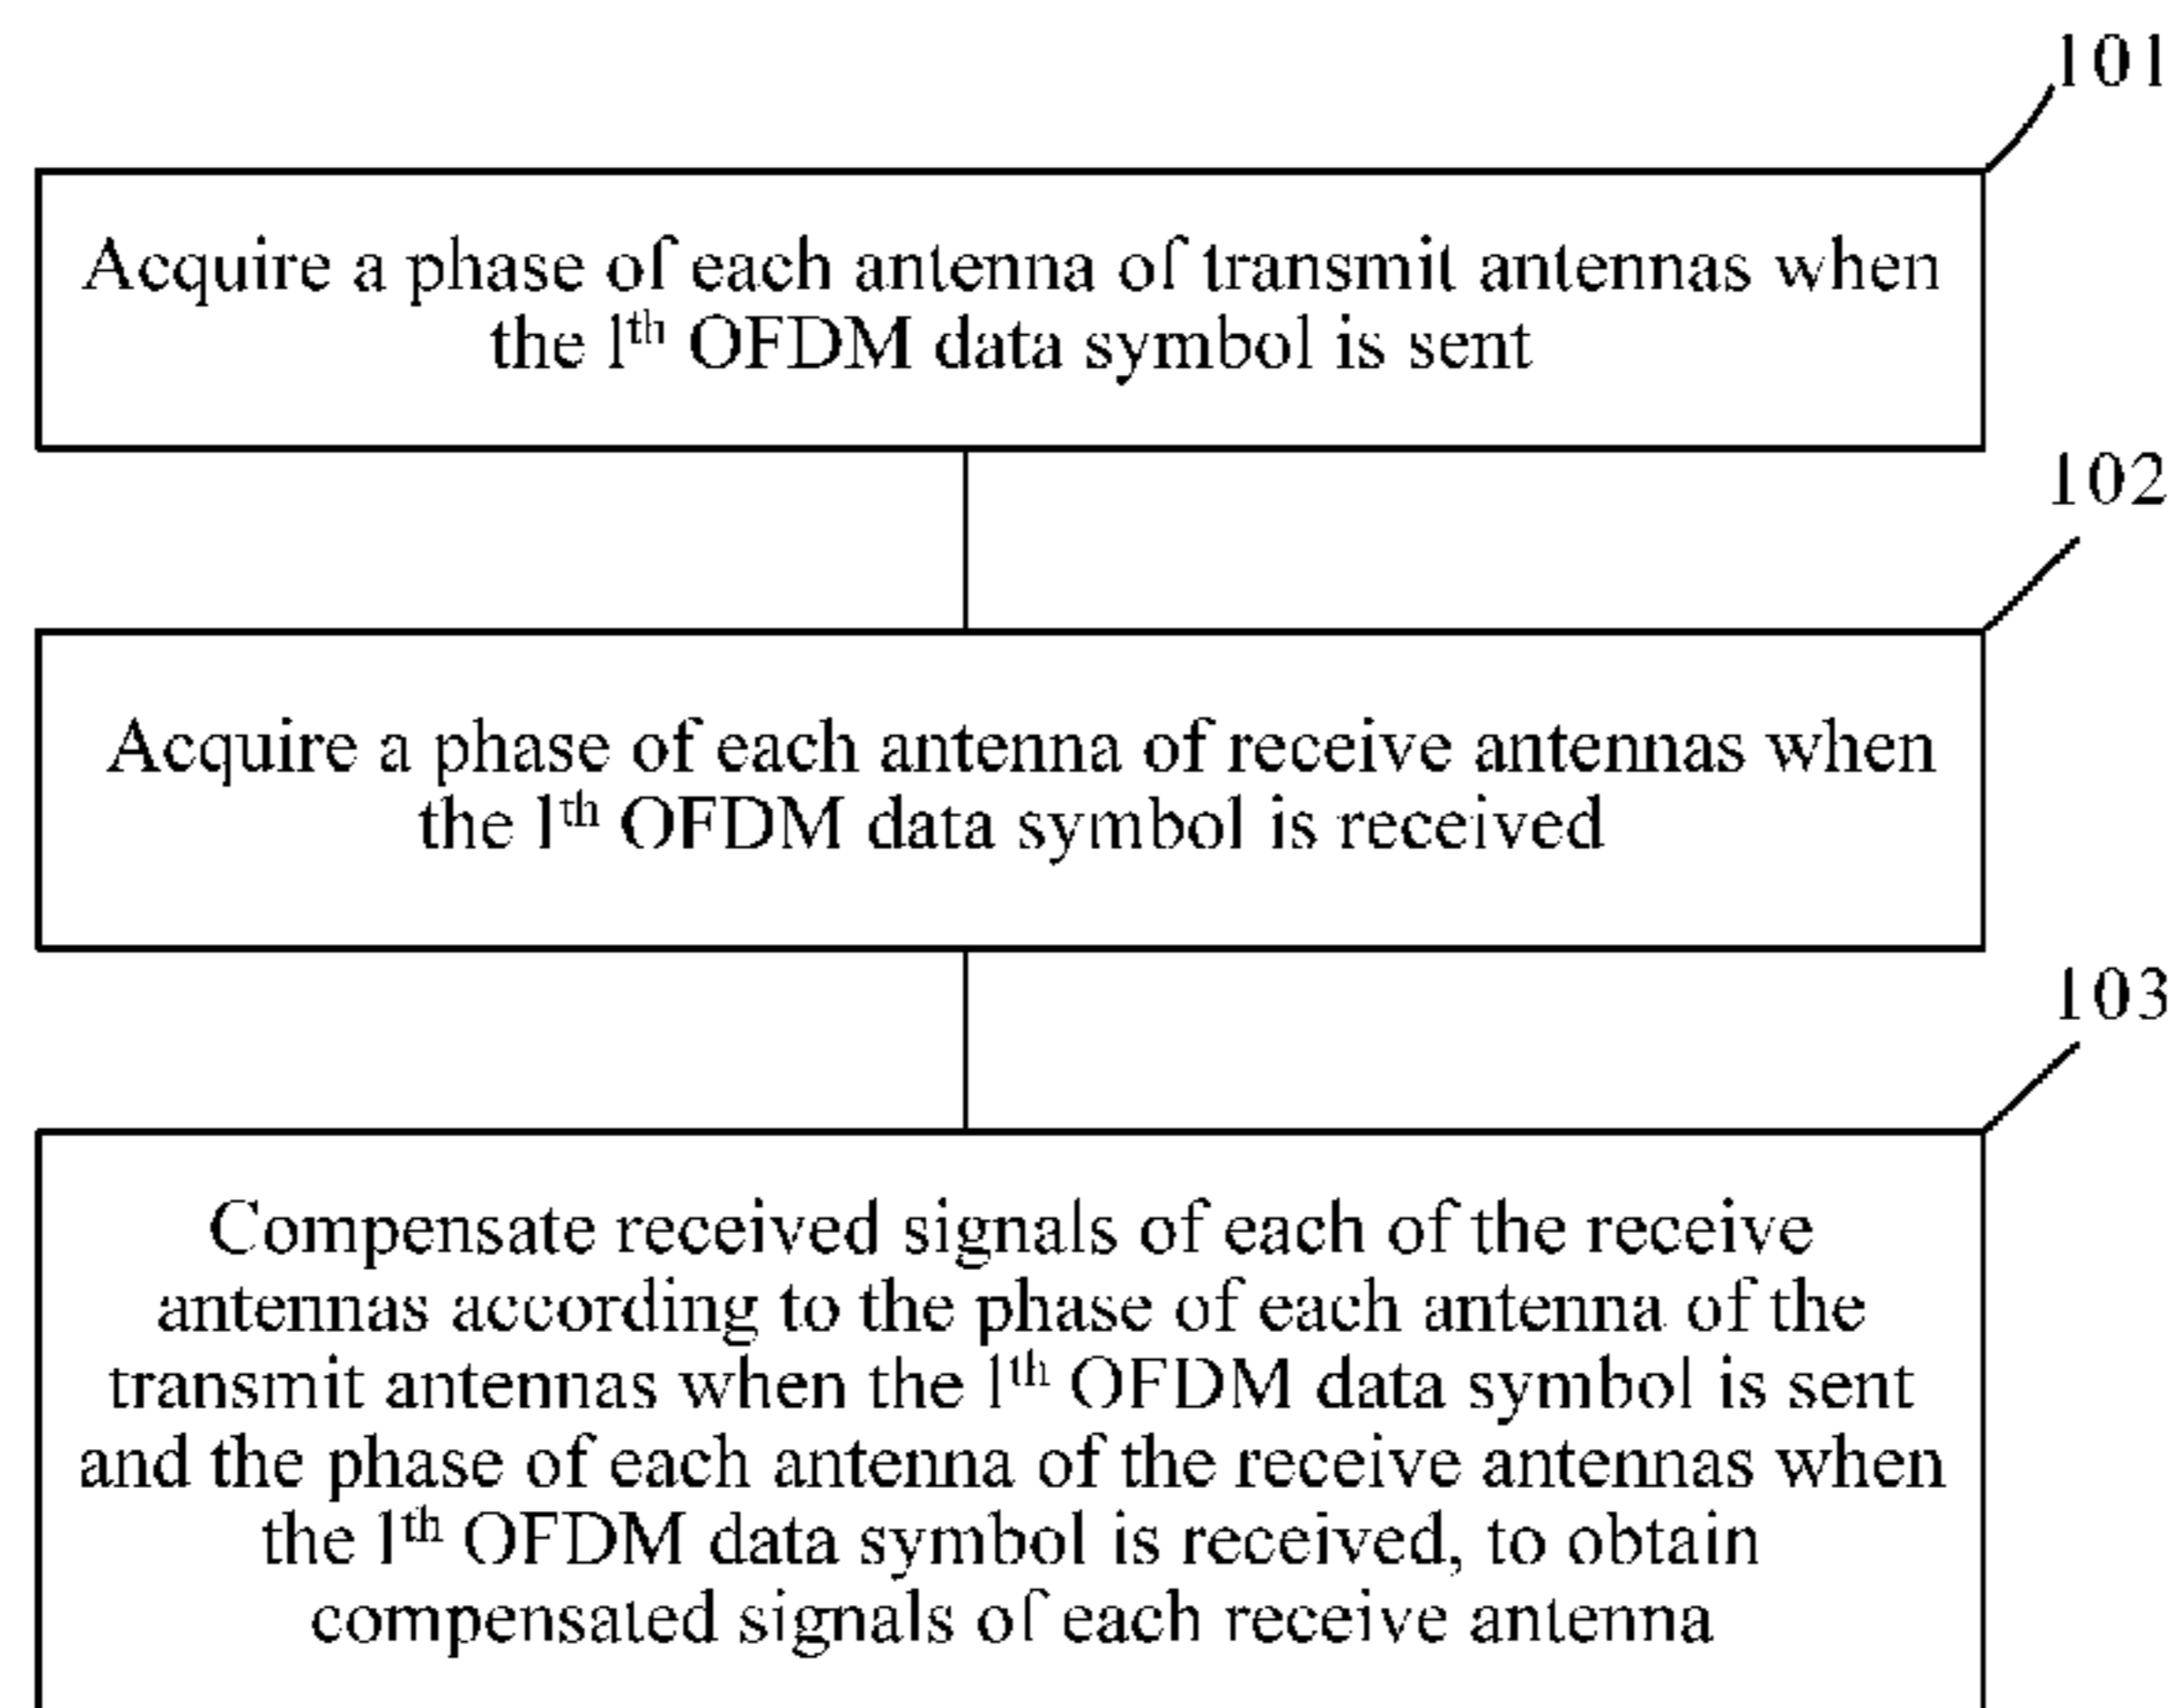 101
Acquire a phase of each antenna of transmit antennas when
the lth OFDM data symbol is sent
102
Acquire a phase of each antenna of receive antennas when
the lth OFDM data symbol is received
103
Compensate received signals of each of the receive
antennas according to the phase of each antenna of the
transmit antennas when the lth OFDM data symbol is sent
and the phase of each antenna of the receive antennas when
the lth OFDM data symbol is received, to obtain
compensated signals of each receive antenna